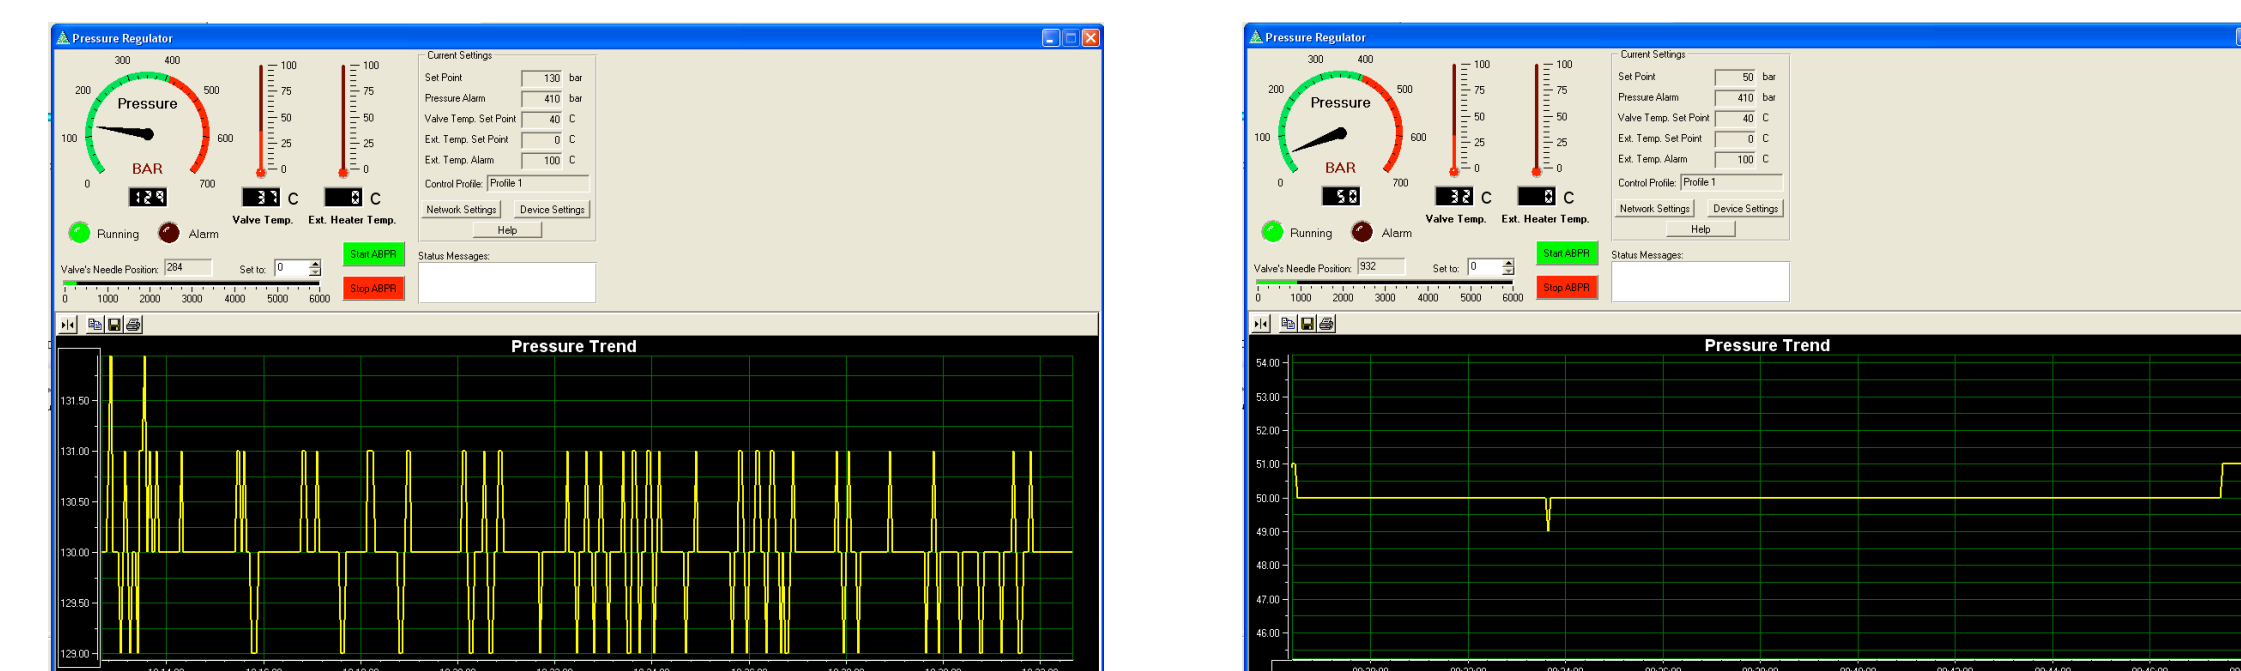 Pressure Regulator
300 400
200 500
Pressure
100 600
BAR
0 700
129
100
75
50
25
0
37 C
Valve Temp.
100
75
50
25
0
0 C
Ext. Heater Temp.
Running Alarm
Valve's Needle Position: 284 Set to: 0
0 1000 2000 3000 4000 5000 6000
Start ABPR
Stop ABPR
Current Settings
Set Point 130 bar
Pressure Alarm 410 bar
Valve Temp. Set Point 40 C
Ext. Temp. Set Point 0 C
Ext. Temp. Alarm 100 C
Control Profile: Profile 1
Network Settings Device Settings
Help
Status Messages:
Pressure Trend
131.50
131.00
130.50
130.00
129.50
129.00
Pressure Regulator
300 400
200 500
Pressure
100 600
BAR
0 700
50
100
75
50
25
0
32 C
Valve Temp.
100
75
50
25
0
0 C
Ext. Heater Temp.
Running Alarm
Valve's Needle Position: 932 Set to: 0
0 1000 2000 3000 4000 5000 6000
Start ABPR
Stop ABPR
Current Settings
Set Point 50 bar
Pressure Alarm 410 bar
Valve Temp. Set Point 40 C
Ext. Temp. Set Point 0 C
Ext. Temp. Alarm 100 C
Control Profile: Profile 1
Network Settings Device Settings
Help
Status Messages:
Pressure Trend
54.00
53.00
52.00
51.00
50.00
49.00
48.00
47.00
46.00